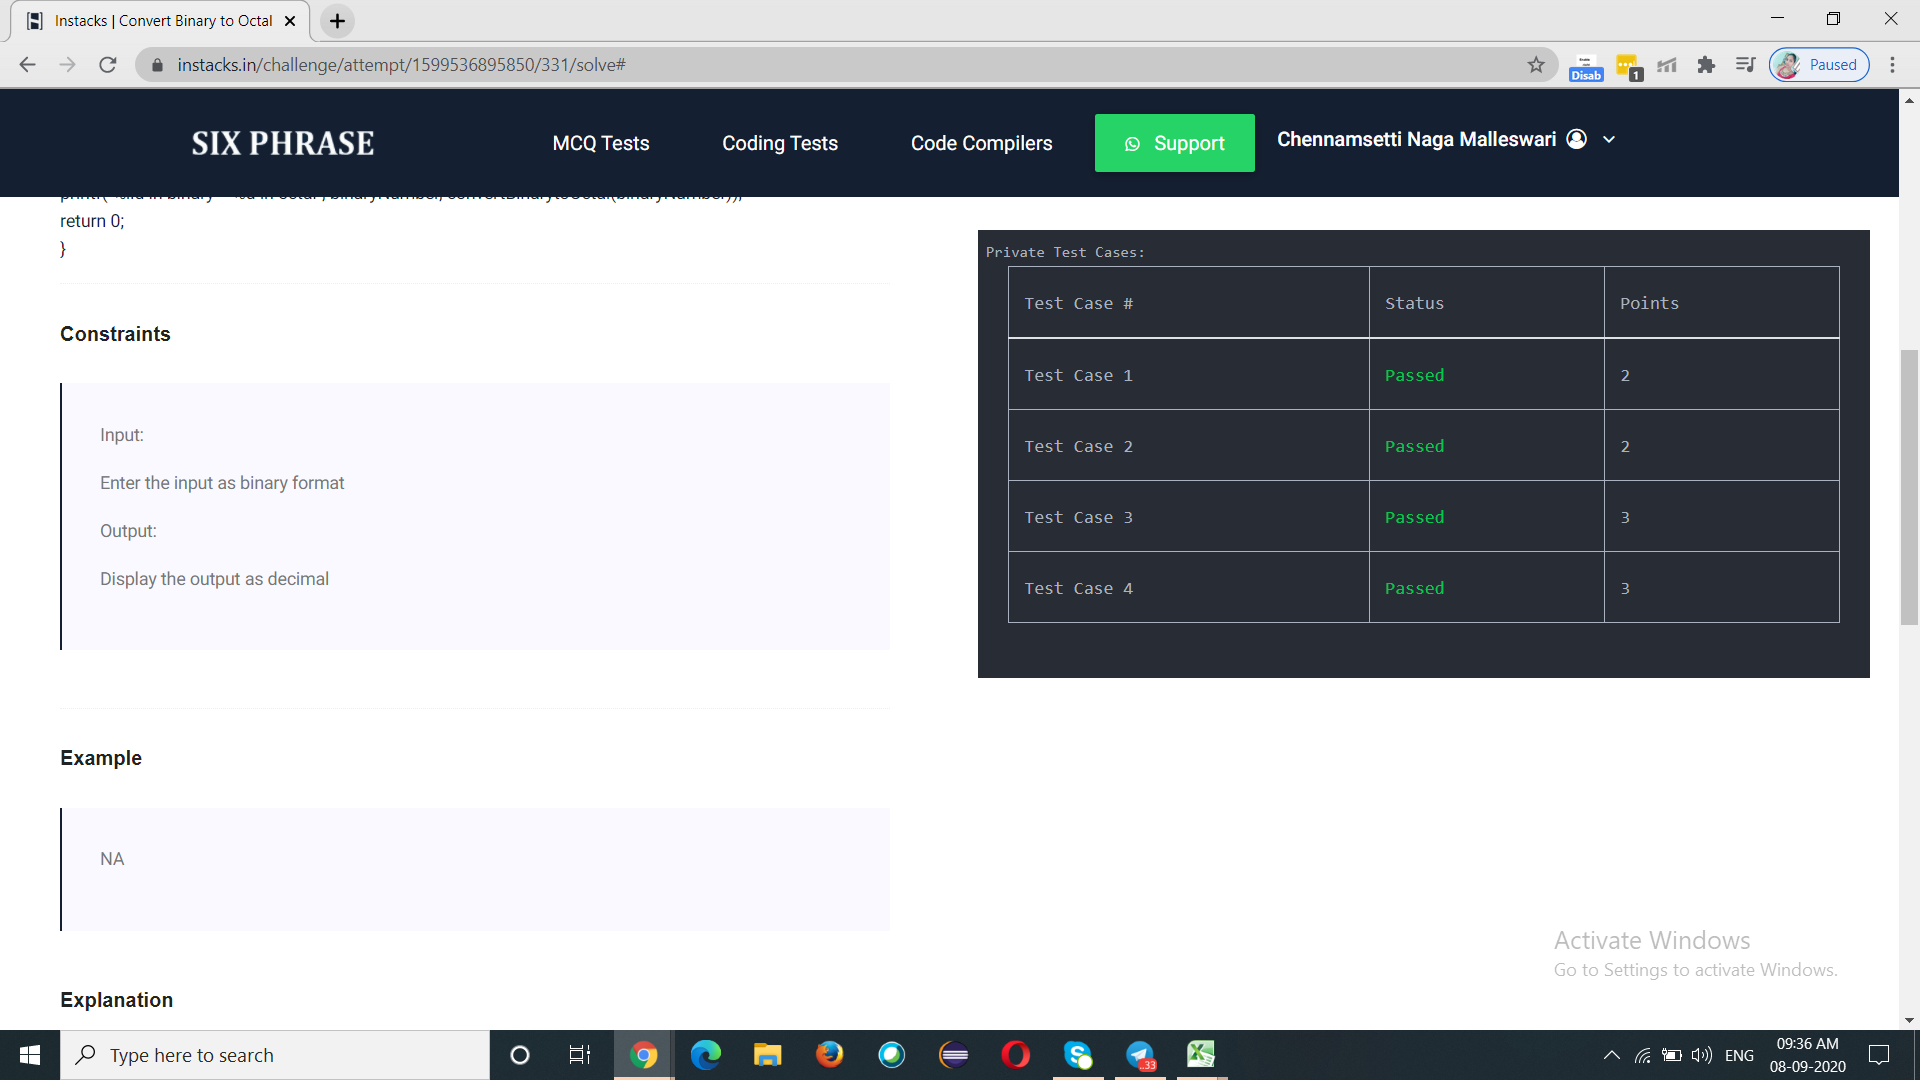 Instacks | Convert Binary to Octal
instacks.in/challenge/attempt/1599536895850/331/solve#
Disab
1
Paused
SIX PHRASE
MCQ Tests
Coding Tests
Code Compilers
Support
Chennamsetti Naga Malleswari
return 0;
}
Constraints
Input:
Enter the input as binary format
Output:
Display the output as decimal
Example
NA
Explanation
Private Test Cases:
Test Case # Status Points
Test Case 1 Passed 2
Test Case 2 Passed 2
Test Case 3 Passed 3
Test Case 4 Passed 3
Activate Windows
Go to Settings to activate Windows.
Type here to search
33
ENG
09:36 AM
08-09-2020